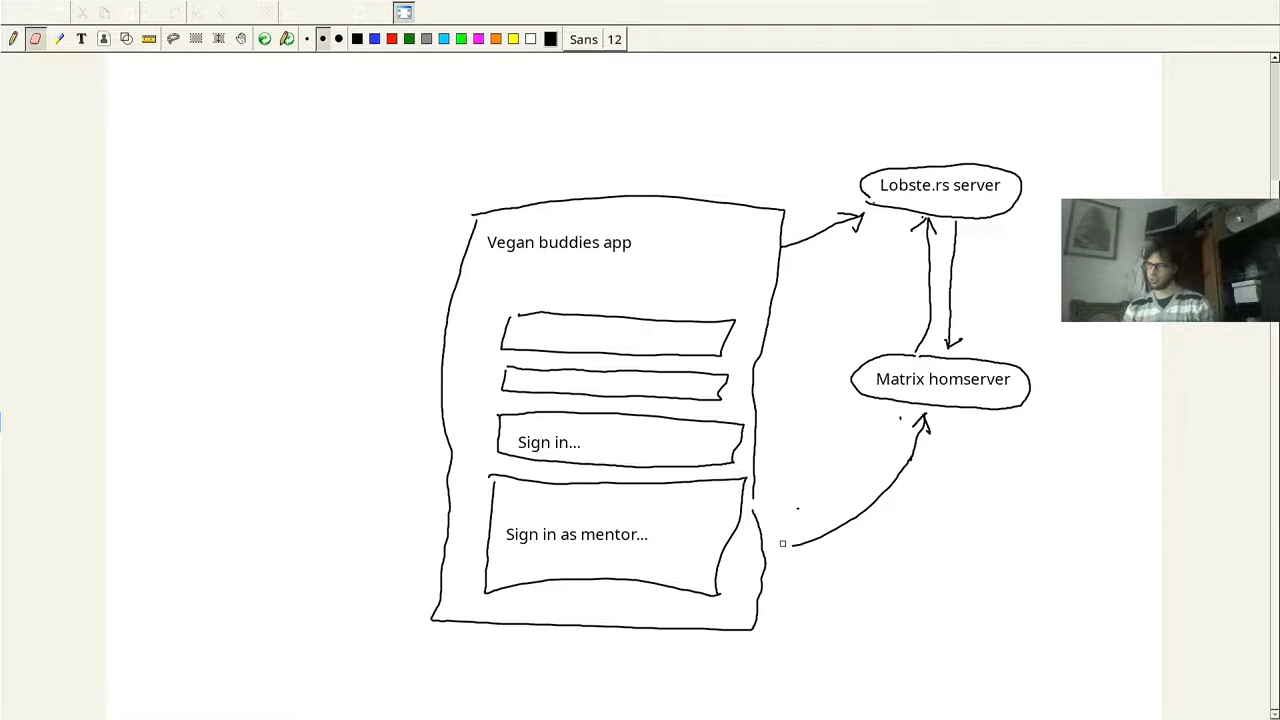 Sans 12
Lobste.rs server
Vegan buddies app
Matrix homserver
Sign in...
Sign in as mentor...